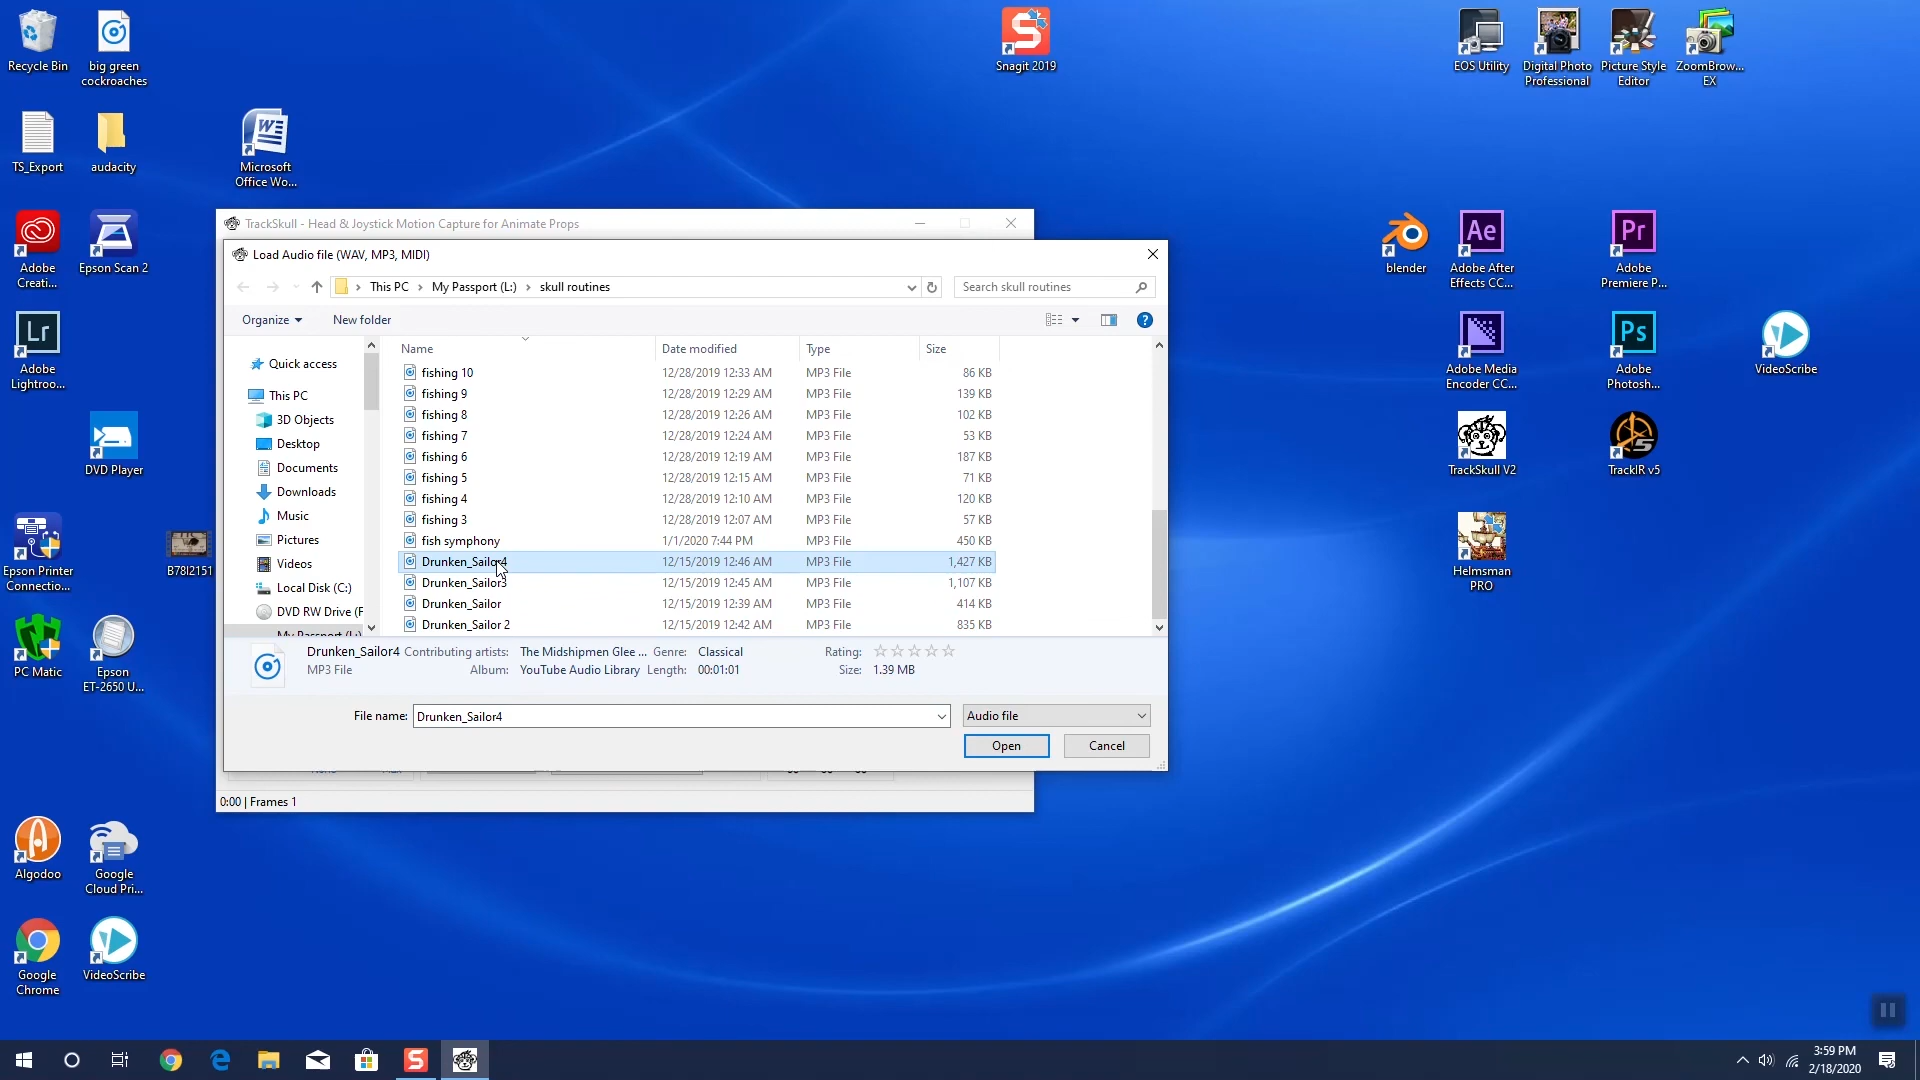 Recycle Bin
big green
cockroaches
Snagit 2019
EOS Utility
Digital Photo
Professional
Picture Style
Editor
ZoomBrow...
EX
TS_Export
audacity
Microsoft
Office Wo...
Adobe
Creati...
Epson Scan 2
TrackSkull - Head & Joystick Motion Capture for Animate Props
Load Audio file (WAV, MP3, MIDI)
This PC
My Passport (L:)
skull routines
Search skull routines
Organize
New folder
Name
Date modified
Type
Size
fishing 10 12/28/2019 12:33 AM MP3 File 86 KB
fishing 9 12/28/2019 12:29 AM MP3 File 139 KB
fishing 8 12/28/2019 12:26 AM MP3 File 102 KB
fishing 7 12/28/2019 12:24 AM MP3 File 53 KB
fishing 6 12/28/2019 12:19 AM MP3 File 187 KB
fishing 5 12/28/2019 12:15 AM MP3 File 71 KB
fishing 4 12/28/2019 12:10 AM MP3 File 120 KB
fishing 3 12/28/2019 12:07 AM MP3 File 57 KB
fish symphony 1/1/2020 7:44 PM MP3 File 450 KB
Drunken_Sailor4 12/15/2019 12:46 AM MP3 File 1,427 KB
Drunken_Sailor3 12/15/2019 12:45 AM MP3 File 1,107 KB
Drunken_Sailor 12/15/2019 12:39 AM MP3 File 414 KB
Drunken_Sailor 2 12/15/2019 12:42 AM MP3 File 835 KB
Quick access
This PC
3D Objects
Desktop
Documents
Downloads
Music
Pictures
Videos
Local Disk (C:)
DVD RW Drive (F
My Passport (L:)
Drunken_Sailor4 Contributing artists: The Midshipmen Glee ... Genre: Classical Rating:
MP3 File Album: YouTube Audio Library Length: 00:01:01 Size: 1.39 MB
File name: Drunken_Sailor4
Audio file
Open
Cancel
None
Max
0:00 | Frames 1
blender
Ae
Adobe After
Effects CC...
Pr
Adobe
Premiere P...
Lr
Adobe
Lightroo...
Adobe Media
Encoder CC...
Ps
Adobe
Photosh...
VideoScribe
DVD Player
TrackSkull V2
5
TrackIR v5
Epson Printer
Connectio...
B78I2151
Helmsman
PRO
PC Matic
Epson
ET-2650 U...
Algodoo
Google
Cloud Pri...
Google
Chrome
VideoScribe
3:59 PM
2/18/2020